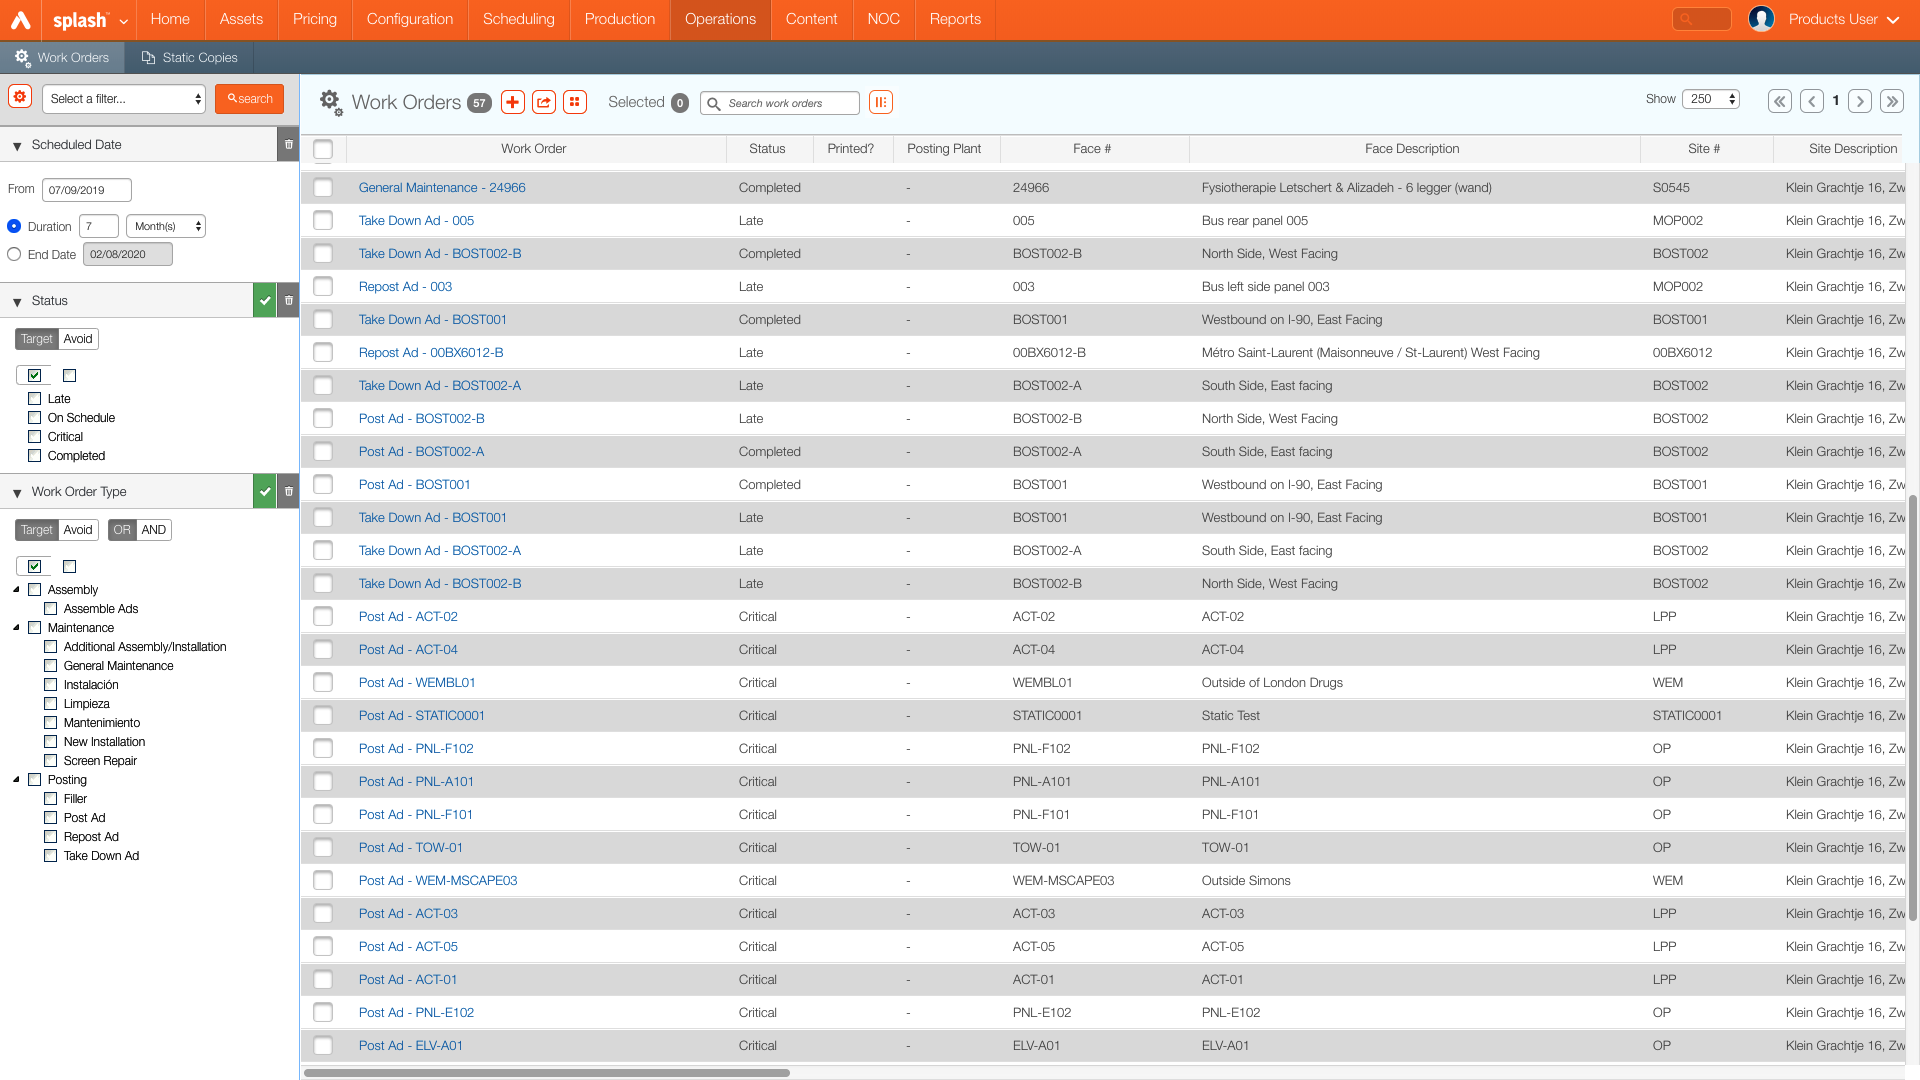 splash™ Home Assets Pricing Configuration Scheduling Production Operations Content NOC Reports Products User
Work Orders Static Copies
Select a filter... search
Scheduled Date
From 07/09/2019
Duration 7 Month(s)
End Date 02/08/2020
Status
Target Avoid
Late
On Schedule
Critical
Completed
Work Order Type
Target Avoid OR AND
Assembly
Assemble Ads
Maintenance
Additional Assembly/Installation
General Maintenance
Instalación
Limpieza
Mantenimiento
New Installation
Screen Repair
Posting
Filler
Post Ad
Repost Ad
Take Down Ad
Work Orders 57 Selected 0 Search work orders Show 250 1
Work Order Status Printed? Posting Plant Face # Face Description Site # Site Description
General Maintenance - 24966 Completed - 24966 Fysiotherapie Letschert & Alizadeh - 6 legger (wand) S0545 Klein Grachtje 16, Zw
Take Down Ad - 005 Late - 005 Bus rear panel 005 MOP002 Klein Grachtje 16, Zw
Take Down Ad - BOST002-B Completed - BOST002-B North Side, West Facing BOST002 Klein Grachtje 16, Zw
Repost Ad - 003 Late - 003 Bus left side panel 003 MOP002 Klein Grachtje 16, Zw
Take Down Ad - BOST001 Completed - BOST001 Westbound on I-90, East Facing BOST001 Klein Grachtje 16, Zw
Repost Ad - 00BX6012-B Late - 00BX6012-B Métro Saint-Laurent (Maisonneuve / St-Laurent) West Facing 00BX6012 Klein Grachtje 16, Zw
Take Down Ad - BOST002-A Late - BOST002-A South Side, East facing BOST002 Klein Grachtje 16, Zw
Post Ad - BOST002-B Late - BOST002-B North Side, West Facing BOST002 Klein Grachtje 16, Zw
Post Ad - BOST002-A Completed - BOST002-A South Side, East facing BOST002 Klein Grachtje 16, Zw
Post Ad - BOST001 Completed - BOST001 Westbound on I-90, East Facing BOST001 Klein Grachtje 16, Zw
Take Down Ad - BOST001 Late - BOST001 Westbound on I-90, East Facing BOST001 Klein Grachtje 16, Zw
Take Down Ad - BOST002-A Late - BOST002-A South Side, East facing BOST002 Klein Grachtje 16, Zw
Take Down Ad - BOST002-B Late - BOST002-B North Side, West Facing BOST002 Klein Grachtje 16, Zw
Post Ad - ACT-02 Critical - ACT-02 ACT-02 LPP Klein Grachtje 16, Zw
Post Ad - ACT-04 Critical - ACT-04 ACT-04 LPP Klein Grachtje 16, Zw
Post Ad - WEMBL01 Critical - WEMBL01 Outside of London Drugs WEM Klein Grachtje 16, Zw
Post Ad - STATIC0001 Critical - STATIC0001 Static Test STATIC0001 Klein Grachtje 16, Zw
Post Ad - PNL-F102 Critical - PNL-F102 PNL-F102 OP Klein Grachtje 16, Zw
Post Ad - PNL-A101 Critical - PNL-A101 PNL-A101 OP Klein Grachtje 16, Zw
Post Ad - PNL-F101 Critical - PNL-F101 PNL-F101 OP Klein Grachtje 16, Zw
Post Ad - TOW-01 Critical - TOW-01 TOW-01 OP Klein Grachtje 16, Zw
Post Ad - WEM-MSCAPE03 Critical - WEM-MSCAPE03 Outside Simons WEM Klein Grachtje 16, Zw
Post Ad - ACT-03 Critical - ACT-03 ACT-03 LPP Klein Grachtje 16, Zw
Post Ad - ACT-05 Critical - ACT-05 ACT-05 LPP Klein Grachtje 16, Zw
Post Ad - ACT-01 Critical - ACT-01 ACT-01 LPP Klein Grachtje 16, Zw
Post Ad - PNL-E102 Critical - PNL-E102 PNL-E102 OP Klein Grachtje 16, Zw
Post Ad - ELV-A01 Critical - ELV-A01 ELV-A01 OP Klein Grachtje 16, Zw